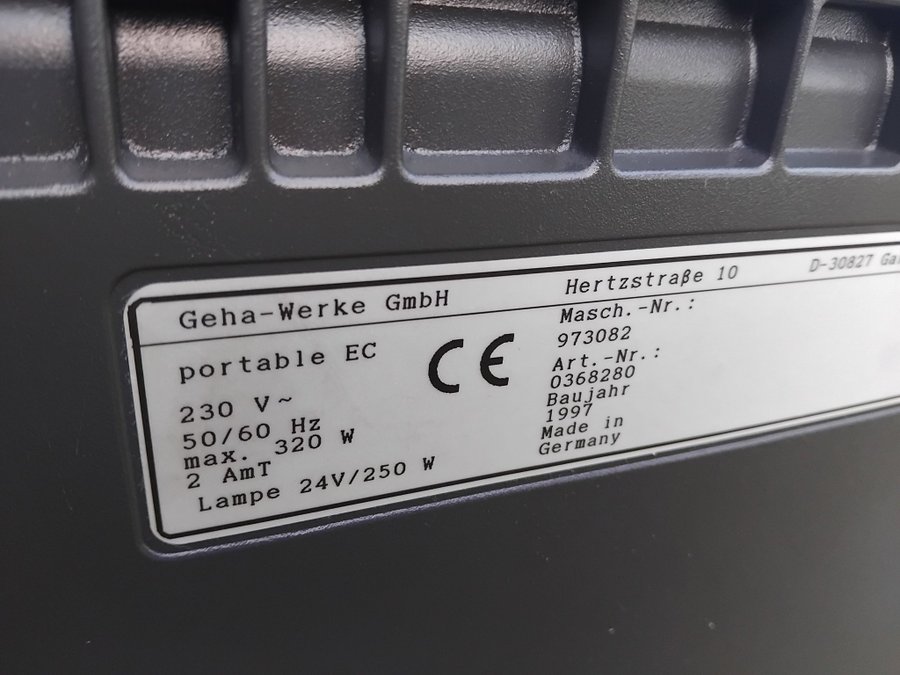 Geha-Werke GmbH Hertzstraße 10 D-30827
portable EC
230 V~
50/60 Hz
max. 320 W
2 AmT
Lampe 24V/250 W
CE
Masch.-Nr.:
973082
Art.-Nr.:
0368280
Baujahr
1997
Made in
Germany